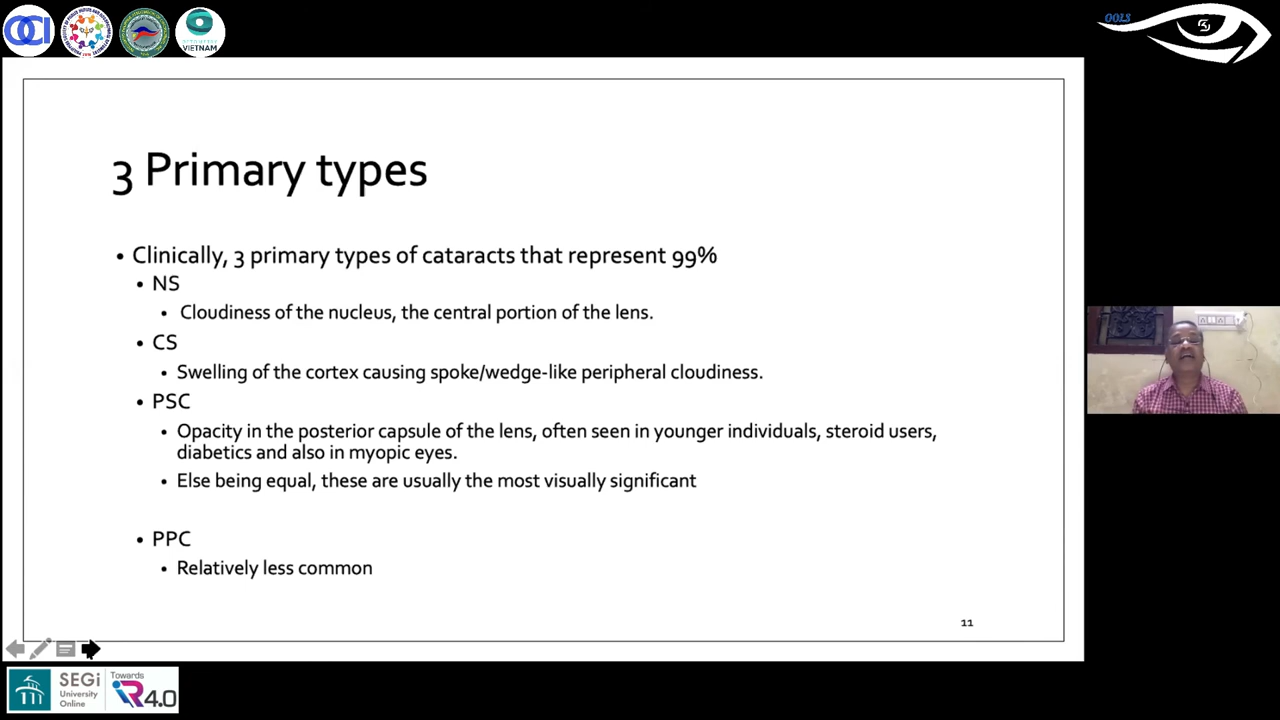 OCI
OPTOMETRY
VIETNAM
OOLS
3 Primary types
• Clinically, 3 primary types of cataracts that represent 99%
• NS
• Cloudiness of the nucleus, the central portion of the lens.
• CS
• Swelling of the cortex causing spoke/wedge-like peripheral cloudiness.
• PSC
• Opacity in the posterior capsule of the lens, often seen in younger individuals, steroid users,
diabetics and also in myopic eyes.
• Else being equal, these are usually the most visually significant
• PPC
• Relatively less common
11
SEGi
University
Online
Towards
iR4.0